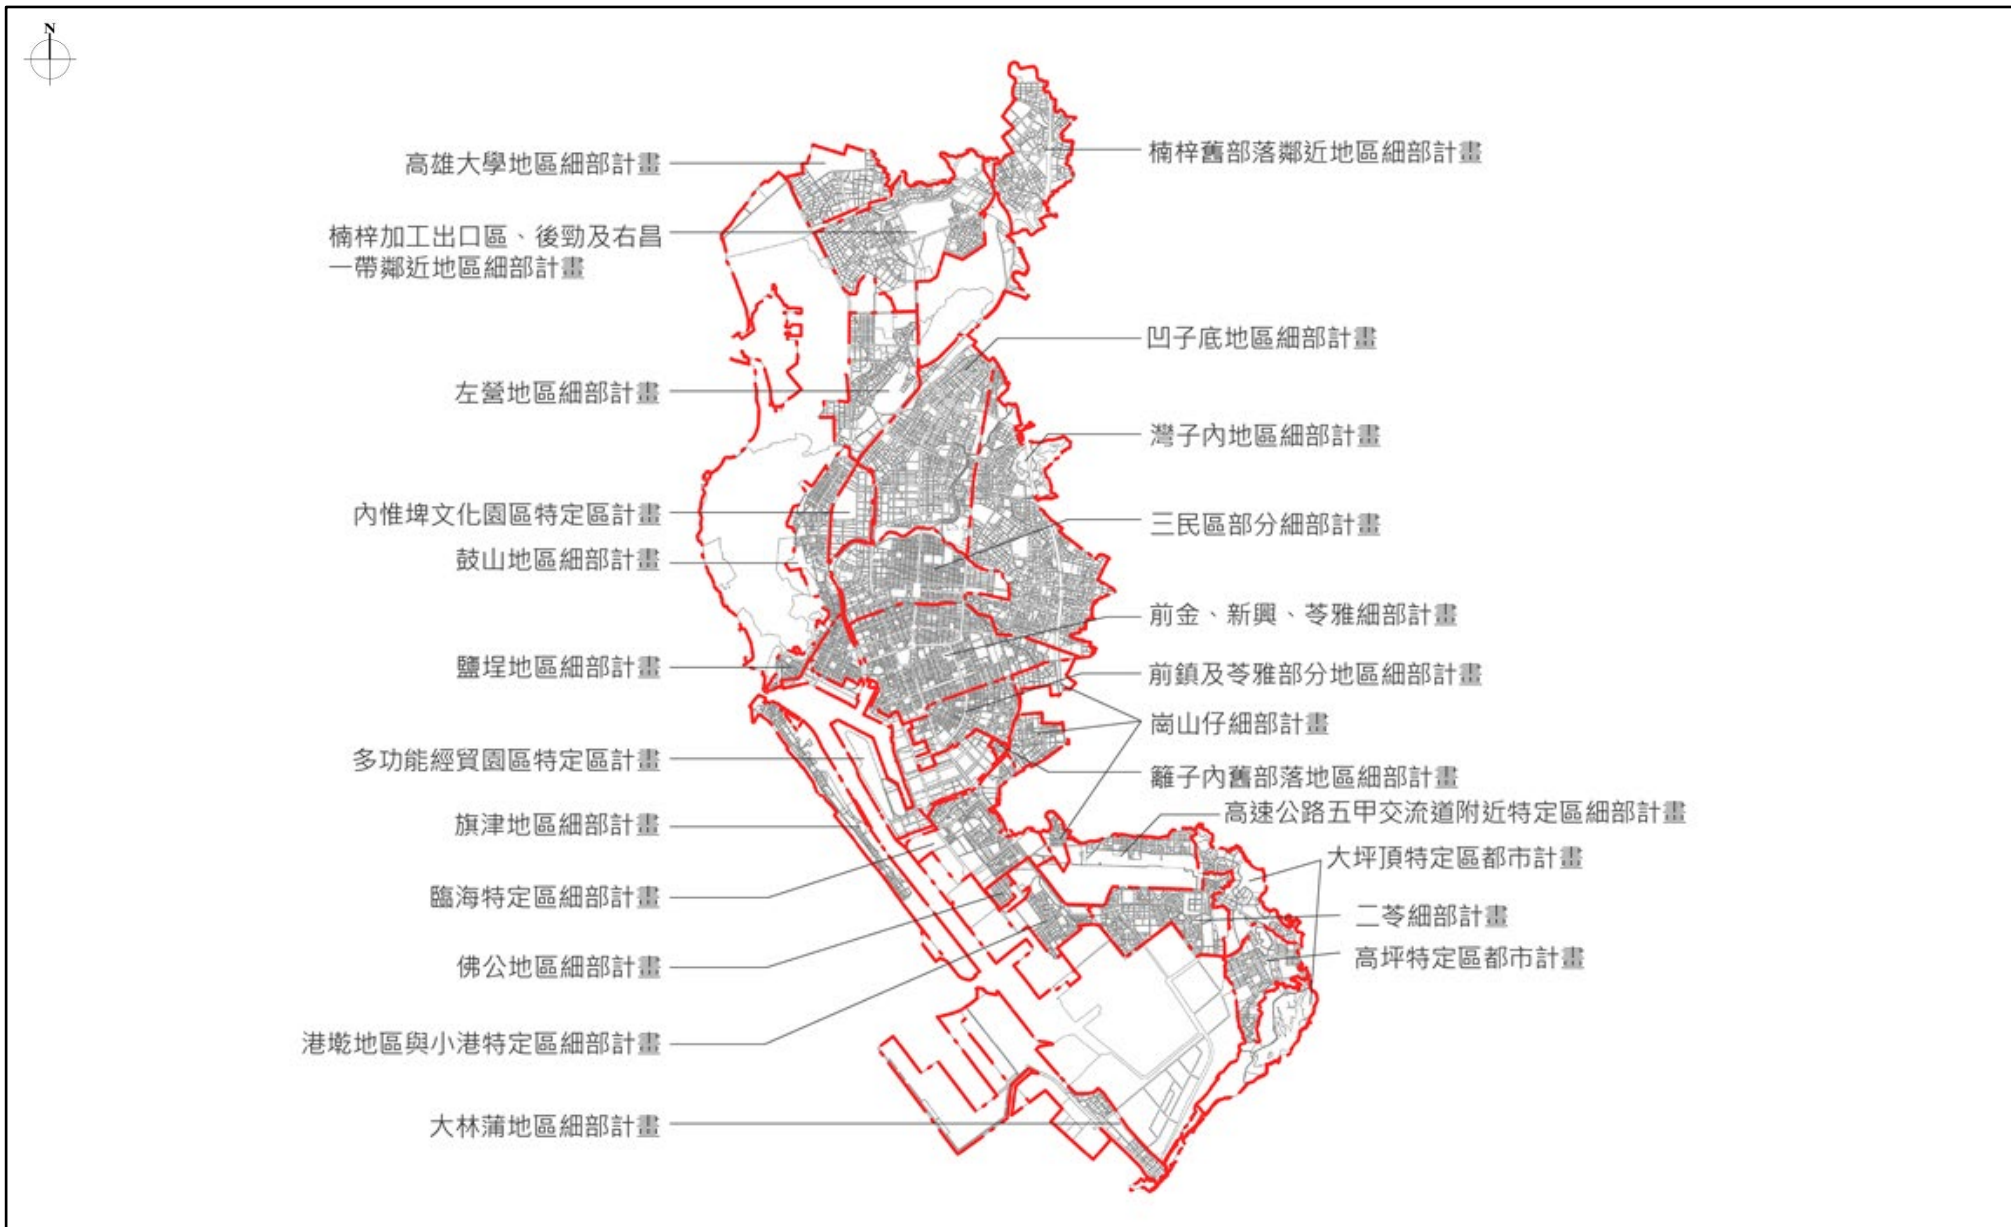 N
高雄大學地區細部計畫
楠梓加工出口區、後勁及右昌
一帶鄰近地區細部計畫
左營地區細部計畫
內惟埤文化園區特定區計畫
鼓山地區細部計畫
鹽埕地區細部計畫
多功能經貿園區特定區計畫
旗津地區細部計畫
臨海特定區細部計畫
佛公地區細部計畫
港墘地區與小港特定區細部計畫
大林蒲地區細部計畫
楠梓舊部落鄰近地區細部計畫
凹子底地區細部計畫
灣子內地區細部計畫
三民區部分細部計畫
前金、新興、苓雅細部計畫
前鎮及苓雅部分地區細部計畫
崗山仔細部計畫
籬子內舊部落地區細部計畫
高速公路五甲交流道附近特定區細部計畫
大坪頂特定區都市計畫
二苓細部計畫
高坪特定區都市計畫